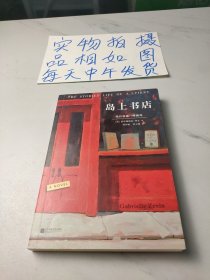 实物拍摄
品相如图
每天中午发货
THE STORIED LIFE OF A.J.FIKRY
岛上书店
A NOVEL
Gabrielle Zevin